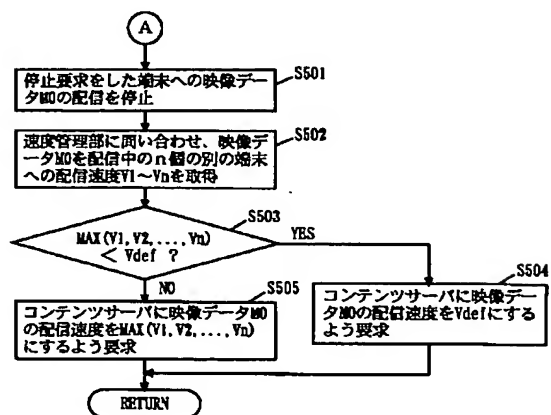 A
停止要求をした端末への映像デー
タM0の配信を停止
S501
速度管理部に問い合わせ、映像デー
タM0を配信中のn個の別の端末
への配信速度V1～Vnを取得
S502
MAX(V1,V2,...,Vn)
< Vdef ?
S503
YES
NO
コンテンツサーバに映像デー
タM0の配信速度をVdefにする
よう要求
S504
コンテンツサーバに映像データM0
の配信速度をMAX(V1,V2,...,Vn)
にするよう要求
S505
RETURN